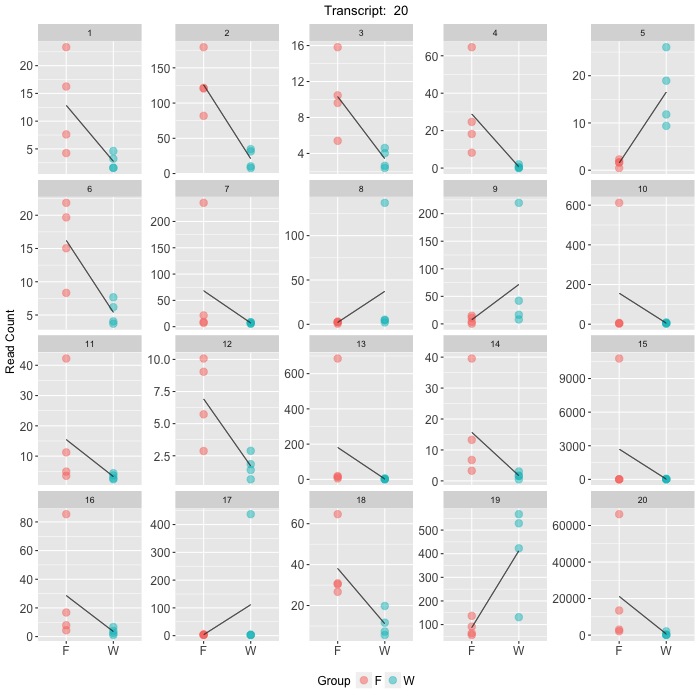 Transcript: 20
1 2 3 4 5
20 15 10 5
150 100 50 0
16 12 8 4
60 40 20 0
20 10 0
6 7 8 9 10
20 15 10 5
200 150 100 50 0
100 50 0
200 150 100 50 0
600 400 200 0
Read Count
11 12 13 14 15
40 30 20 10
10.0 7.5 5.0 2.5
600 400 200 0
40 30 20 10 0
9000 6000 3000 0
16 17 18 19 20
80 60 40 20 0
400 300 200 100 0
60 40 20
500 400 300 200 100
60000 40000 20000 0
F W F W F W F W F W
Group F W